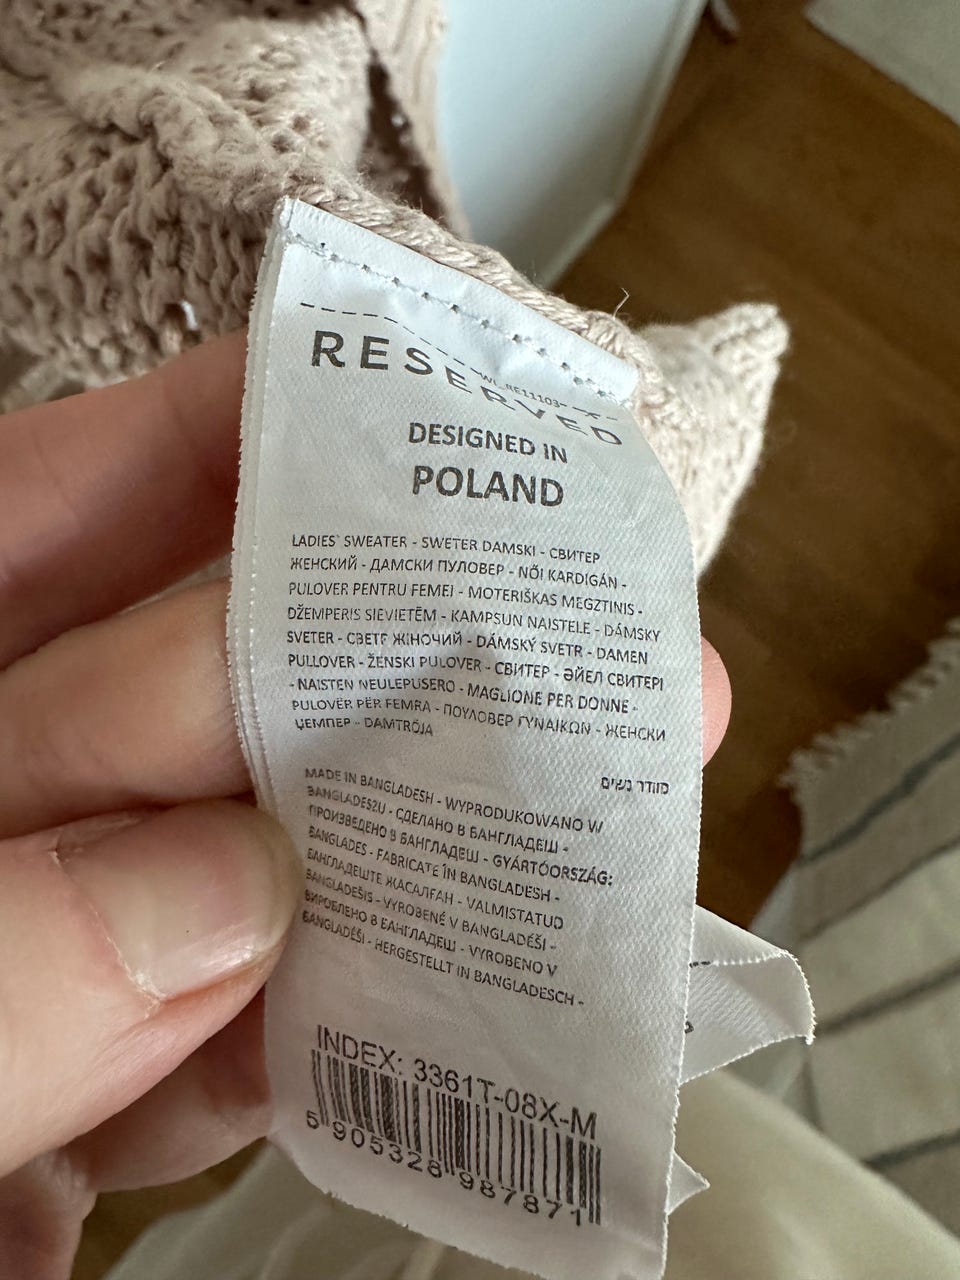 RESERVED
DESIGNED IN
POLAND
LADIES` SWEATER - SWETER DAMSKI - СВИТЕР
ЖЕНСКИЙ - ДАМСКИ ПУЛОВЕР - NŐI KARDIGÁN -
PULOVER PENTRU FEMEI - MOTERIŠKAS MEGZTINIS -
DŽEMPERIS SIEVIETĒM - KAMPSUN NAISTELE - DÁMSKY
SVETER - СВЕТР ЖІНОЧИЙ - DÁMSKÝ SVETR - DAMEN
PULLOVER - ŽENSKI PULOVER - СВИТЕР - ӘЙЕЛ СВИТЕРІ
- NAISTEN NEULEPUSERO - MAGLIONE PER DONNE -
PULOVËR PËR FEMRA - ΠΟΥΛΟΒΕΡ ΓΥΝΑΙΚΩΝ - ЖЕНСКИ
ЏЕМПЕР - DAMTRÖJA
סוודר נשים
MADE IN BANGLADESH - WYPRODUKOWANO W
BANGLADESZU - СДЕЛАНО В БАНГЛАДЕШ -
ПРОИЗВЕДЕНО В БАНГЛАДЕШ - GYÁRTÓORSZÁG:
BANGLADES - FABRICATE ÎN BANGLADESH -
БАНГЛАДЕШТЕ ЖАСАЛҒАН - VALMISTATUD
BANGLADEŠIS - VYROBENÉ V BANGLADÉŠI -
ВИРОБЛЕНО В БАНГЛАДЕШ - VYROBENO V
BANGLADÉŠI - HERGESTELLT IN BANGLADESCH -
INDEX: 3361T-08X-M
5 905328 987871